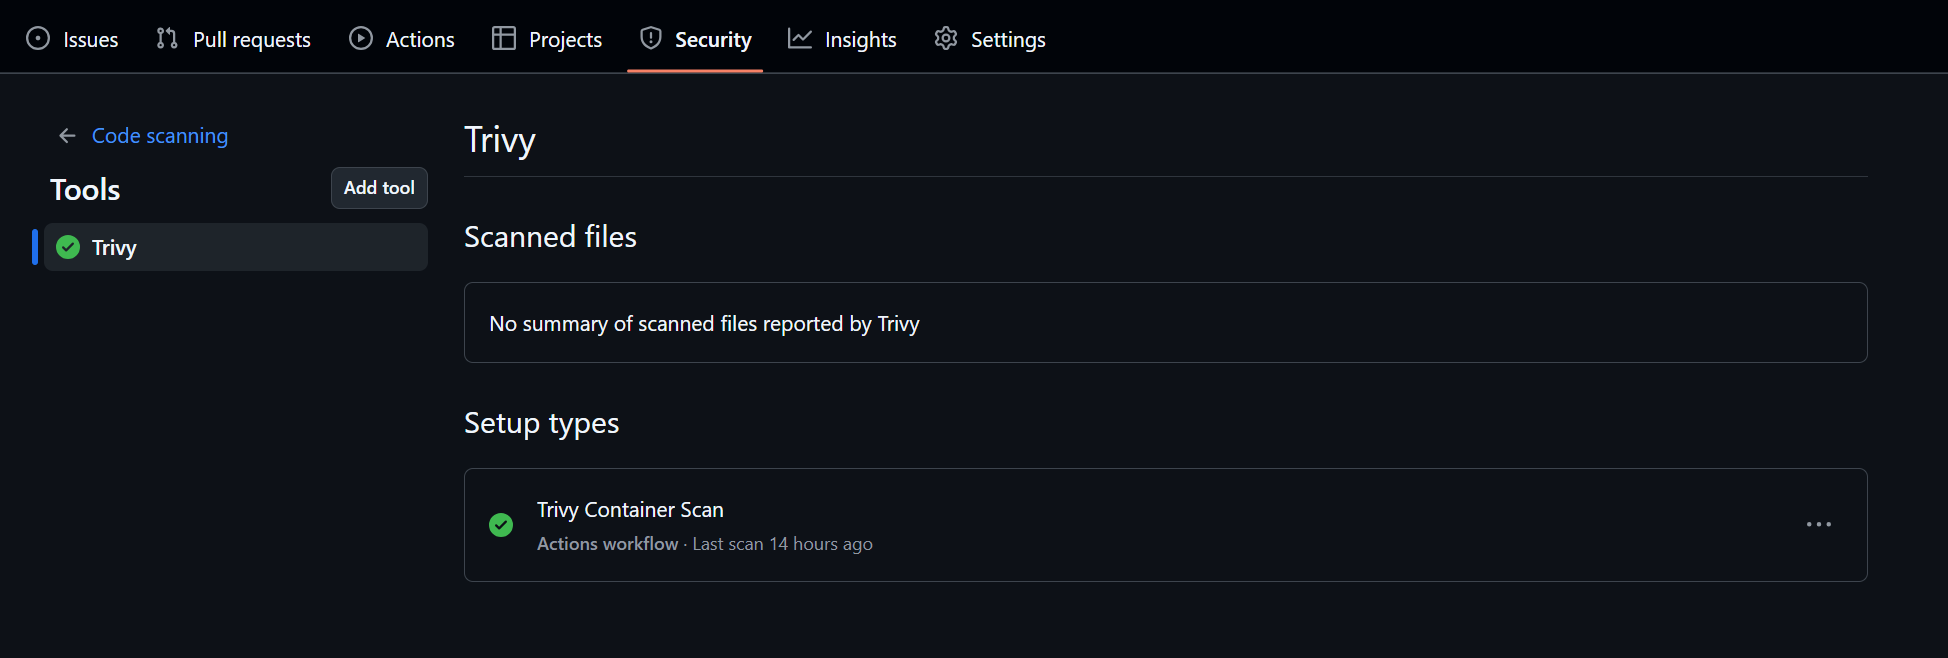 Issues Pull requests Actions Projects Security Insights Settings
Code scanning
Tools
Add tool
Trivy
Trivy
Scanned files
No summary of scanned files reported by Trivy
Setup types
Trivy Container Scan
Actions workflow · Last scan 14 hours ago